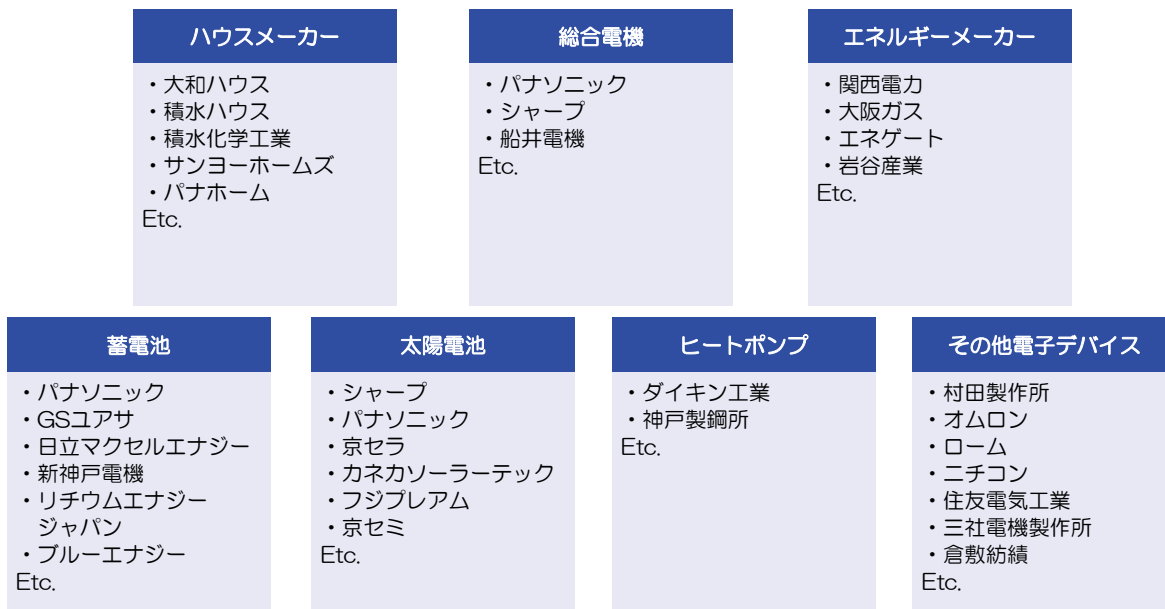 ハウスメーカー
・大和ハウス
・積水ハウス
・積水化学工業
・サンヨーホームズ
・パナホーム
Etc.
総合電機
・パナソニック
・シャープ
・船井電機
Etc.
エネルギーメーカー
・関西電力
・大阪ガス
・エネゲート
・岩谷産業
Etc.
蓄電池
・パナソニック
・GSユアサ
・日立マクセルエナジー
・新神戸電機
・リチウムエナジー
ジャパン
・ブルーエナジー
Etc.
太陽電池
・シャープ
・パナソニック
・京セラ
・カネカソーラーテック
・フジプレアム
・京セミ
Etc.
ヒートポンプ
・ダイキン工業
・神戸製鋼所
Etc.
その他電子デバイス
・村田製作所
・オムロン
・ローム
・ニチコン
・住友電気工業
・三社電機製作所
・倉敷紡績
Etc.